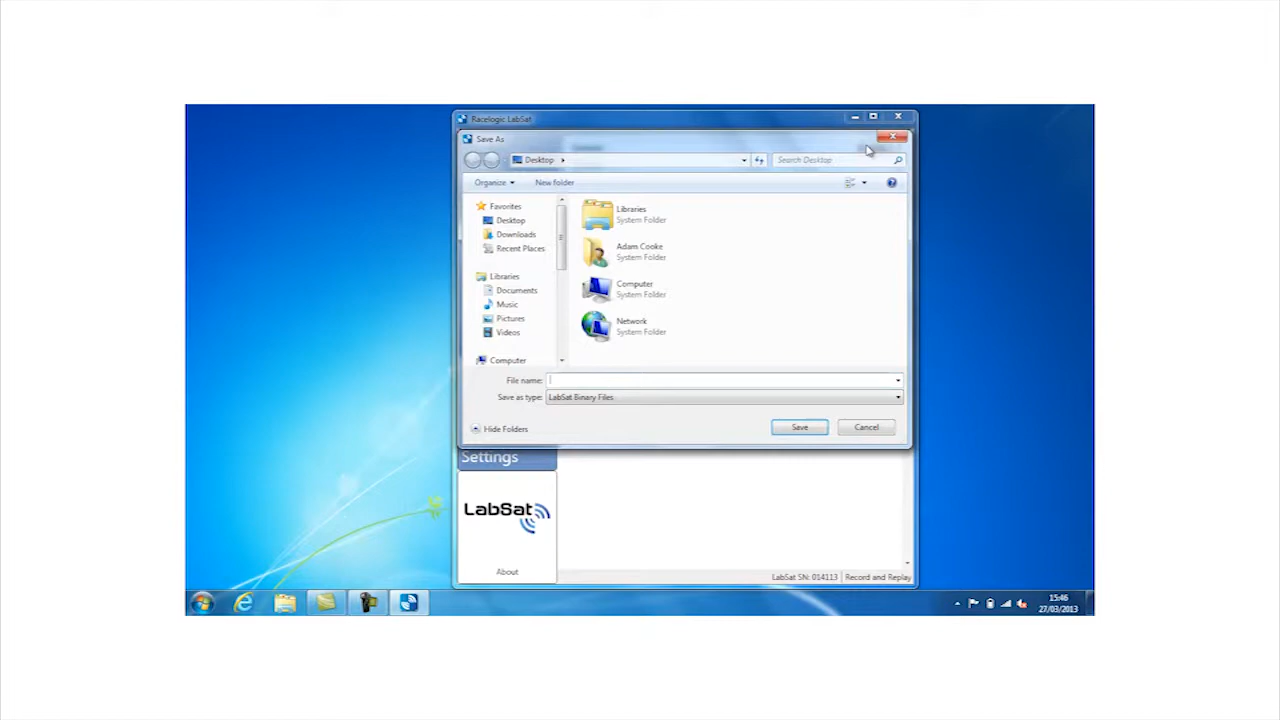 Racelogic LabSat
Save As
Desktop
Search Desktop
Organize
New folder
Favorites
Desktop
Downloads
Recent Places
Libraries
Documents
Music
Pictures
Videos
Computer
Libraries
System Folder
Adam Cooke
System Folder
Computer
System Folder
Network
System Folder
File name:
Save as type: LabSat Binary Files
Hide Folders
Save
Cancel
Settings
LabSat
About
LabSat SN: 014113
Record and Replay
15:46
27/03/2013